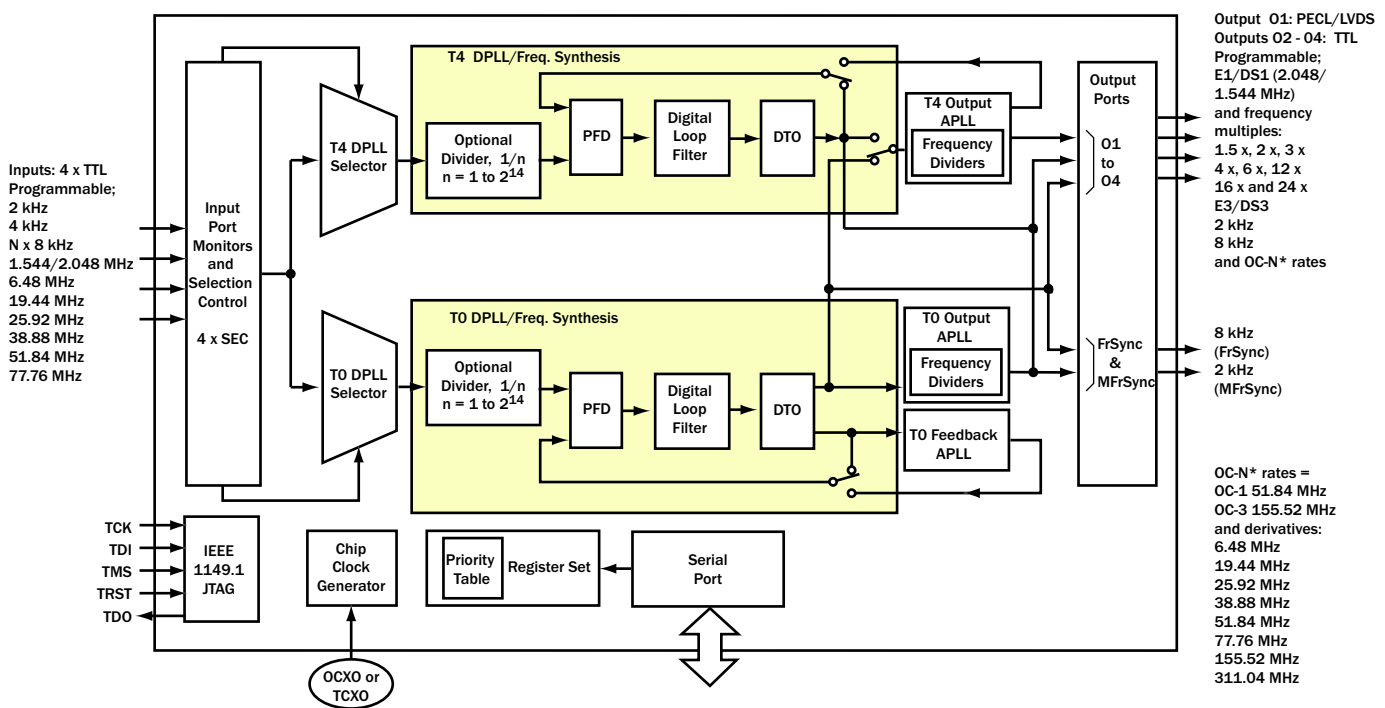 Inputs: 4 x TTL
Programmable;
2 kHz
4 kHz
N x 8 kHz
1.544/2.048 MHz
6.48 MHz
19.44 MHz
25.92 MHz
38.88 MHz
51.84 MHz
77.76 MHz
Input
Port
Monitors
and
Selection
Control
4 x SEC
T4 DPLL
Selector
T0 DPLL
Selector
T4 DPLL/Freq. Synthesis
Optional
Divider, 1/n
n = 1 to 2^14
PFD
Digital
Loop
Filter
DTO
T4 Output
APLL
Frequency
Dividers
T0 DPLL/Freq. Synthesis
Optional
Divider, 1/n
n = 1 to 2^14
PFD
Digital
Loop
Filter
DTO
T0 Output
APLL
Frequency
Dividers
T0 Feedback
APLL
Output
Ports
O1
to
O4
FrSync
&
MFrSync
Output O1: PECL/LVDS
Outputs O2 - O4: TTL
Programmable;
E1/DS1 (2.048/
1.544 MHz)
and frequency
multiples:
1.5 x, 2 x, 3 x
4 x, 6 x, 12 x
16 x and 24 x
E3/DS3
2 kHz
8 kHz
and OC-N* rates
8 kHz
(FrSync)
2 kHz
(MFrSync)
OC-N* rates =
OC-1 51.84 MHz
OC-3 155.52 MHz
and derivatives:
6.48 MHz
19.44 MHz
25.92 MHz
38.88 MHz
51.84 MHz
77.76 MHz
155.52 MHz
311.04 MHz
TCK
TDI
TMS
TRST
TDO
IEEE
1149.1
JTAG
Chip
Clock
Generator
OCXO or
TCXO
Priority
Table
Register Set
Serial
Port